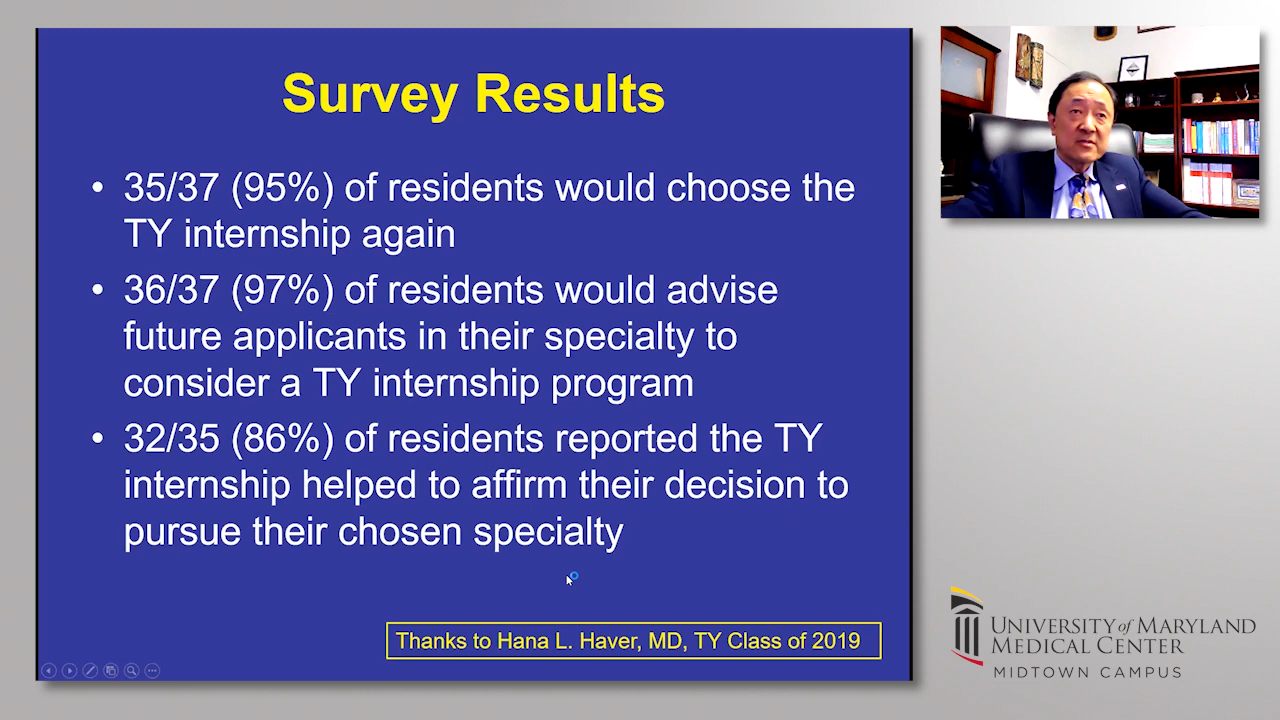 Survey Results
• 35/37 (95%) of residents would choose the
TY internship again
• 36/37 (97%) of residents would advise
future applicants in their specialty to
consider a TY internship program
• 32/35 (86%) of residents reported the TY
internship helped to affirm their decision to
pursue their chosen specialty
Thanks to Hana L. Haver, MD, TY Class of 2019
UNIVERSITY of MARYLAND
MEDICAL CENTER
MIDTOWN CAMPUS